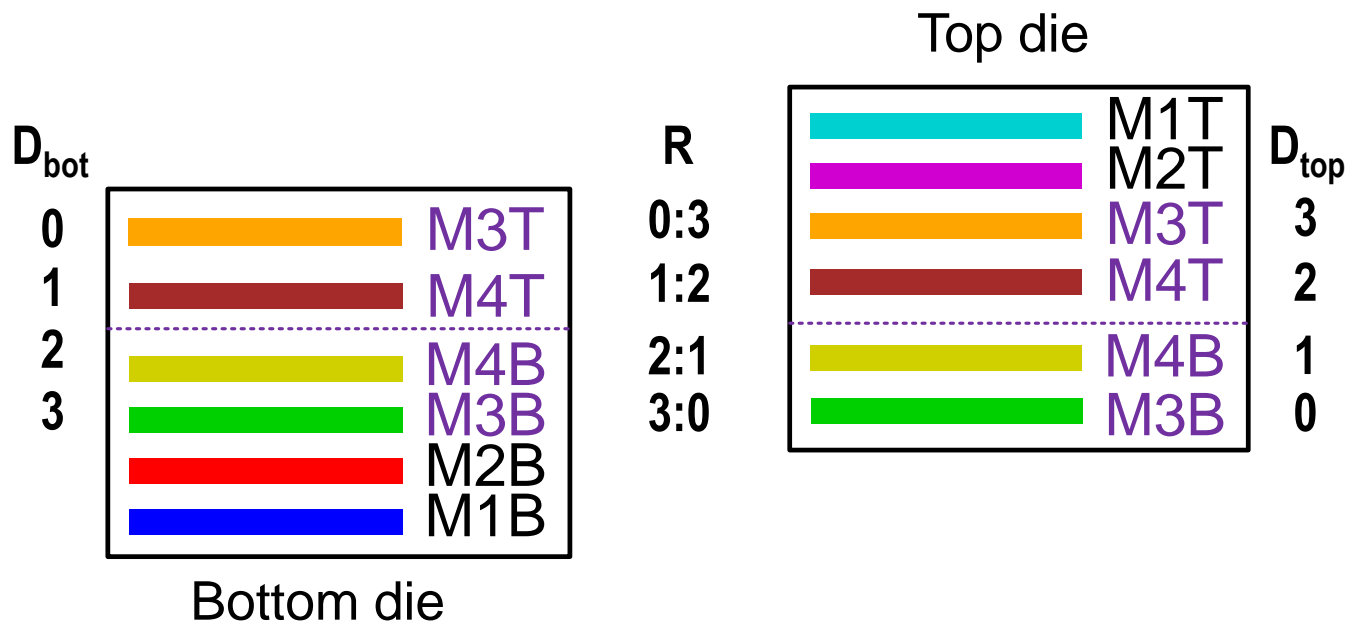 Top die
D_bot
0
1
2
3
M3T
M4T
M4B
M3B
M2B
M1B
Bottom die
R
0:3
1:2
2:1
3:0
M1T
M2T
M3T
M4T
M4B
M3B
D_top
3
2
1
0